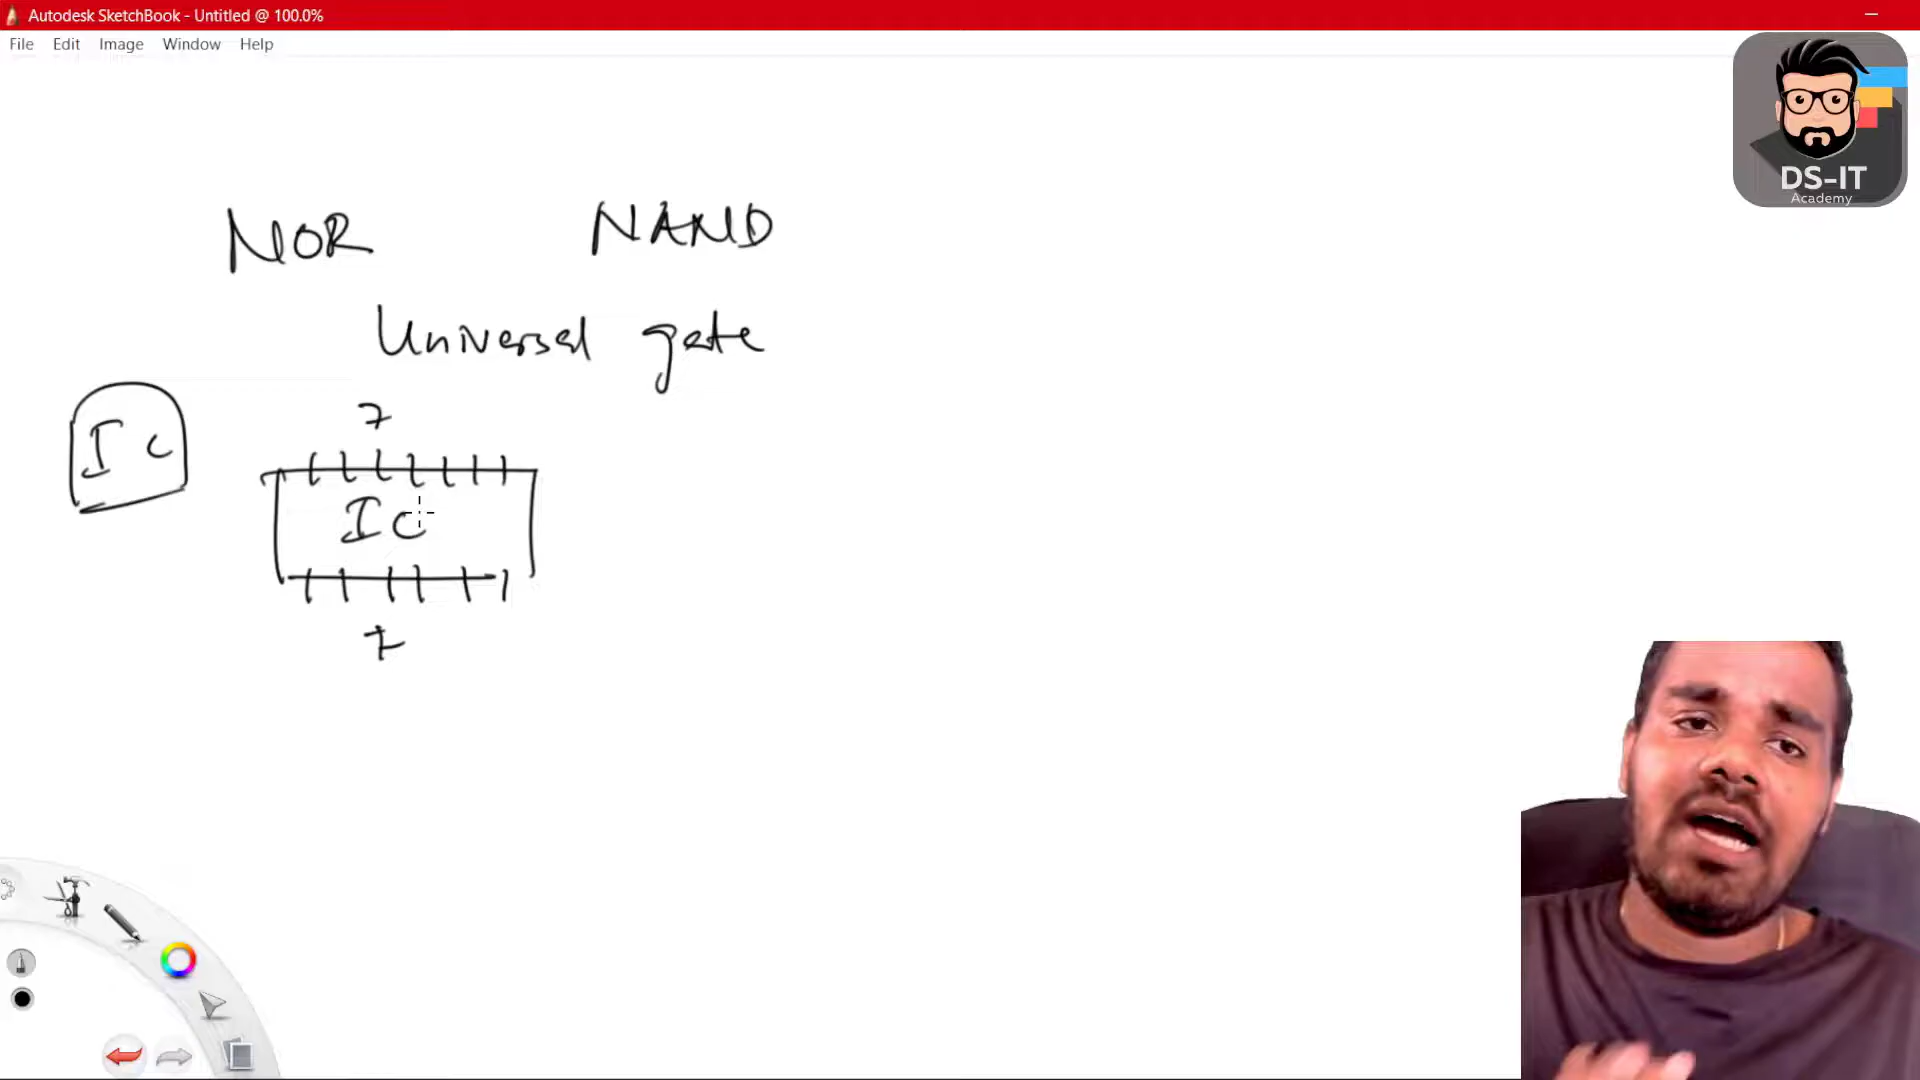 Autodesk SketchBook - Untitled @ 100.0%
File Edit Image Window Help
DS-IT
Academy
NOR NAND
Universal gate
7
IC
IC
7